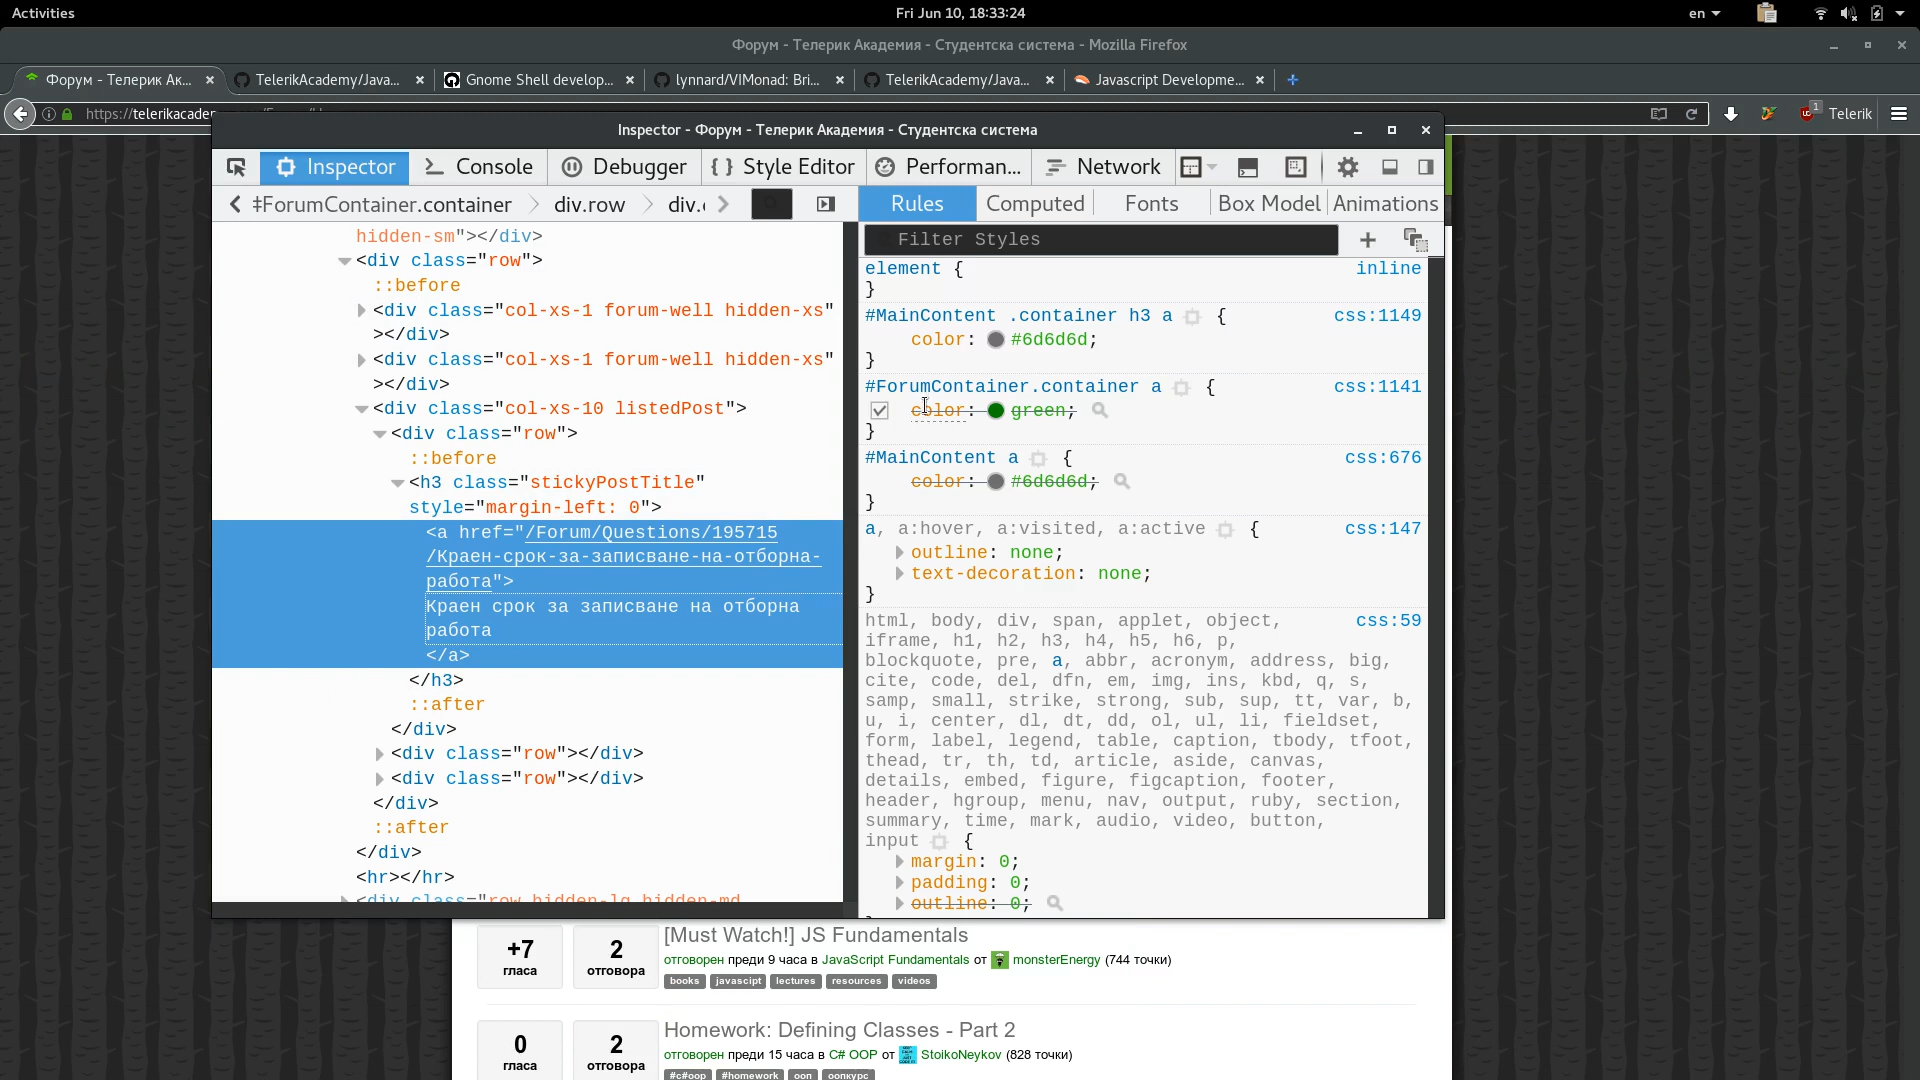 Activities
Fri Jun 10, 18:33:24
en
Форум - Телерик Академия - Студентска система - Mozilla Firefox
Форум - Телерик Ак...
TelerikAcademy/Java...
Gnome Shell develop...
lynnard/VIMonad: Bri...
TelerikAcademy/Java...
Javascript Developme...
https://telerikacader
1
Telerik
Inspector - Форум - Телерик Академия - Студентска система
Inspector
Console
Debugger
{ } Style Editor
Performan...
Network
#ForumContainer.container
div.row
Rules
Computed
Fonts
Box Model
Animations
Filter Styles
hidden-sm"></div>
<div class="row">
::before
<div class="col-xs-1 forum-well hidden-xs"
></div>
<div class="col-xs-1 forum-well hidden-xs"
></div>
<div class="col-xs-10 listedPost">
<div class="row">
::before
<h3 class="stickyPostTitle"
style="margin-left: 0">
<a href="/Forum/Questions/195715
/Краен-срок-за-записване-на-отборна-
работа">
Краен срок за записване на отборна
работа
</a>
</h3>
::after
</div>
<div class="row"></div>
<div class="row"></div>
</div>
::after
</div>
<hr></hr>
<div class="row hidden-lg hidden-md
element {
inline
}
#MainContent .container h3 a {
css:1149
color: #6d6d6d;
}
#ForumContainer.container a {
css:1141
color: green;
}
#MainContent a {
css:676
color: #6d6d6d;
}
a, a:hover, a:visited, a:active {
css:147
outline: none;
text-decoration: none;
}
html, body, div, span, applet, object,
css:59
iframe, h1, h2, h3, h4, h5, h6, p,
blockquote, pre, a, abbr, acronym, address, big,
cite, code, del, dfn, em, img, ins, kbd, q, s,
samp, small, strike, strong, sub, sup, tt, var, b,
u, i, center, dl, dt, dd, ol, ul, li, fieldset,
form, label, legend, table, caption, tbody, tfoot,
thead, tr, th, td, article, aside, canvas,
details, embed, figure, figcaption, footer,
header, hgroup, menu, nav, output, ruby, section,
summary, time, mark, audio, video, button,
input {
margin: 0;
padding: 0;
outline: 0;
+7
гласа
2
отговора
[Must Watch!] JS Fundamentals
отговорен преди 9 часа в JavaScript Fundamentals от monsterEnergy (744 точки)
books javascipt lectures resources videos
0
гласа
2
отговора
Homework: Defining Classes - Part 2
отговорен преди 15 часа в C# OOP от StoikoNeykov (828 точки)
#c#oop #homework ооп оопкурс